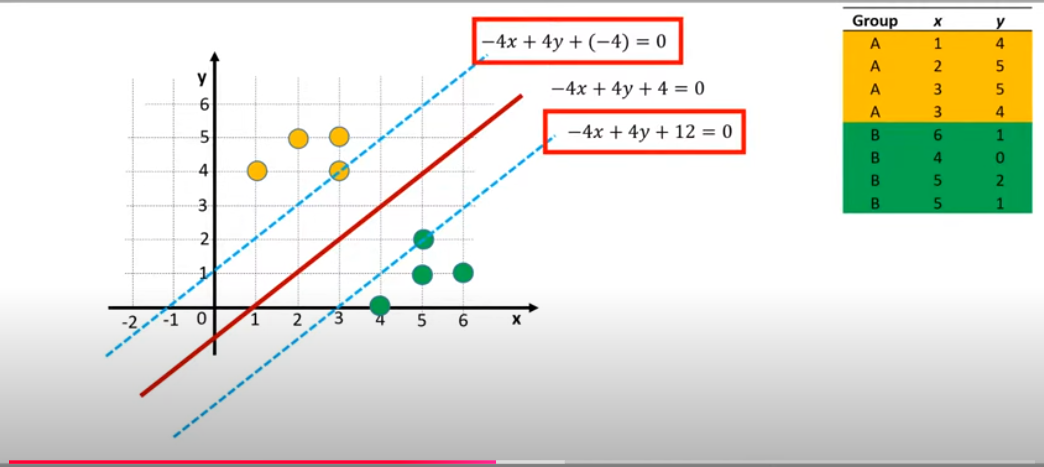 −4x + 4y + (−4) = 0
−4x + 4y + 4 = 0
−4x + 4y + 12 = 0
y
6
5
4
3
2
1
-2 -1 0 1 2 3 4 5 6 x
Group x y
A 1 4
A 2 5
A 3 5
A 3 4
B 6 1
B 4 0
B 5 2
B 5 1